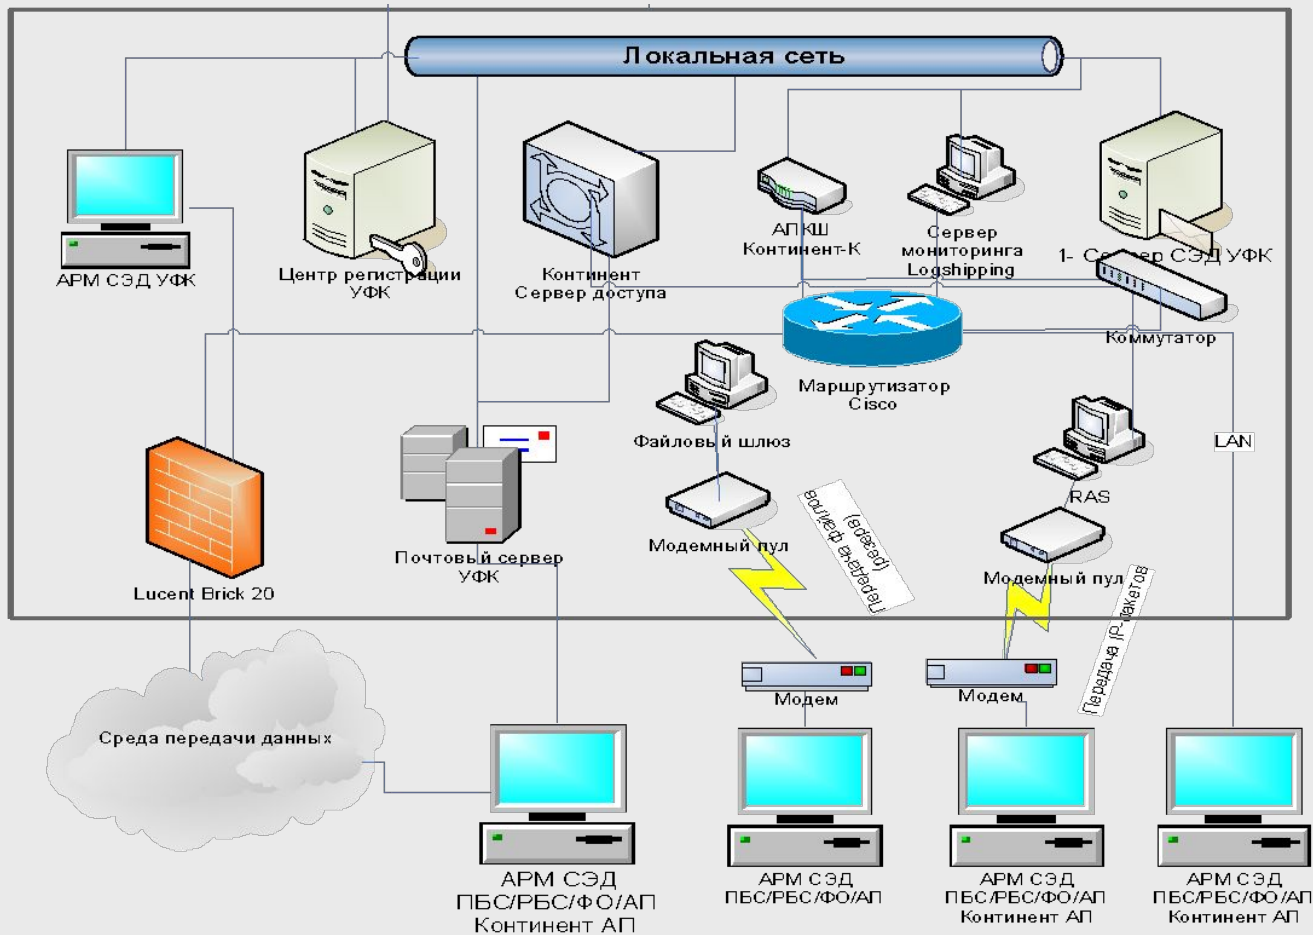 Локальная сеть
АРМ СЭД УФК
Центр регистрации
УФК
Континент
Сервер доступа
АПКШ
Континент-К
Сервер
мониторинга
Logshipping
1- Сервер СЭД УФК
Коммутатор
Маршрутизатор
Cisco
Файловый шлюз
LAN
RAS
Lucent Brick 20
Почтовый сервер
УФК
Модемный пул
Передача файлов
(резерв)
Модемный пул
Передача IP-пакетов
Модем
Модем
Среда передачи данных
АРМ СЭД
ПБС/РБС/ФО/АП
Континент АП
АРМ СЭД
ПБС/РБС/ФО/АП
АРМ СЭД
ПБС/РБС/ФО/АП
Континент АП
АРМ СЭД
ПБС/РБС/ФО/АП
Континент АП